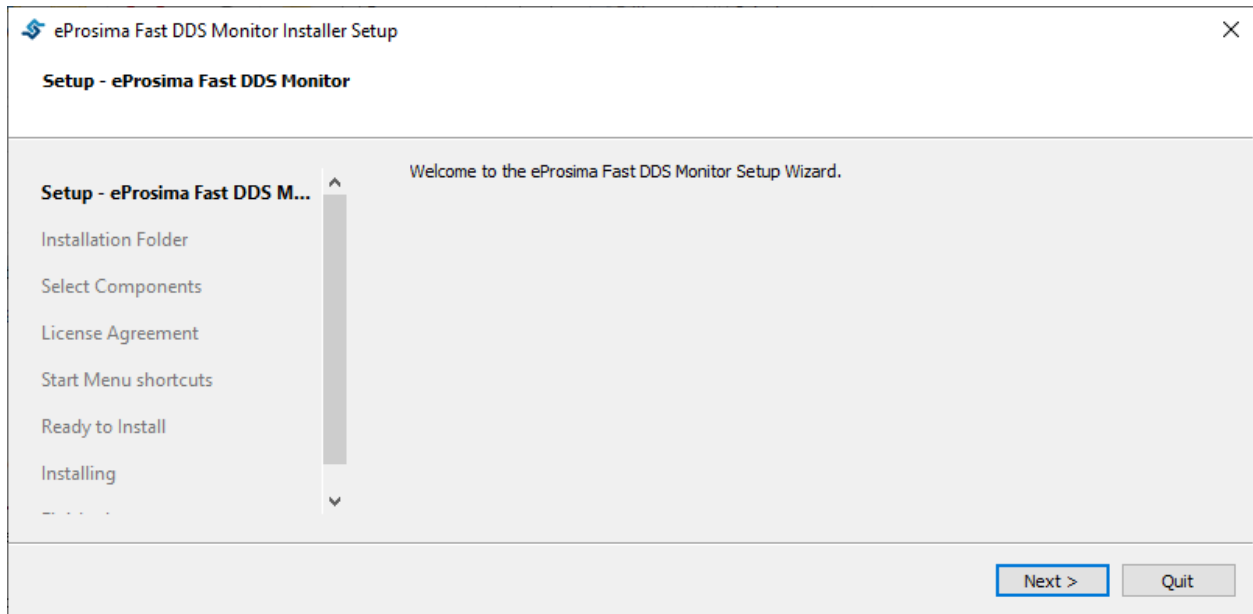 eProsima Fast DDS Monitor Installer Setup
Setup - eProsima Fast DDS Monitor
Setup - eProsima Fast DDS M...
Installation Folder
Select Components
License Agreement
Start Menu shortcuts
Ready to Install
Installing
Welcome to the eProsima Fast DDS Monitor Setup Wizard.
Next >
Quit